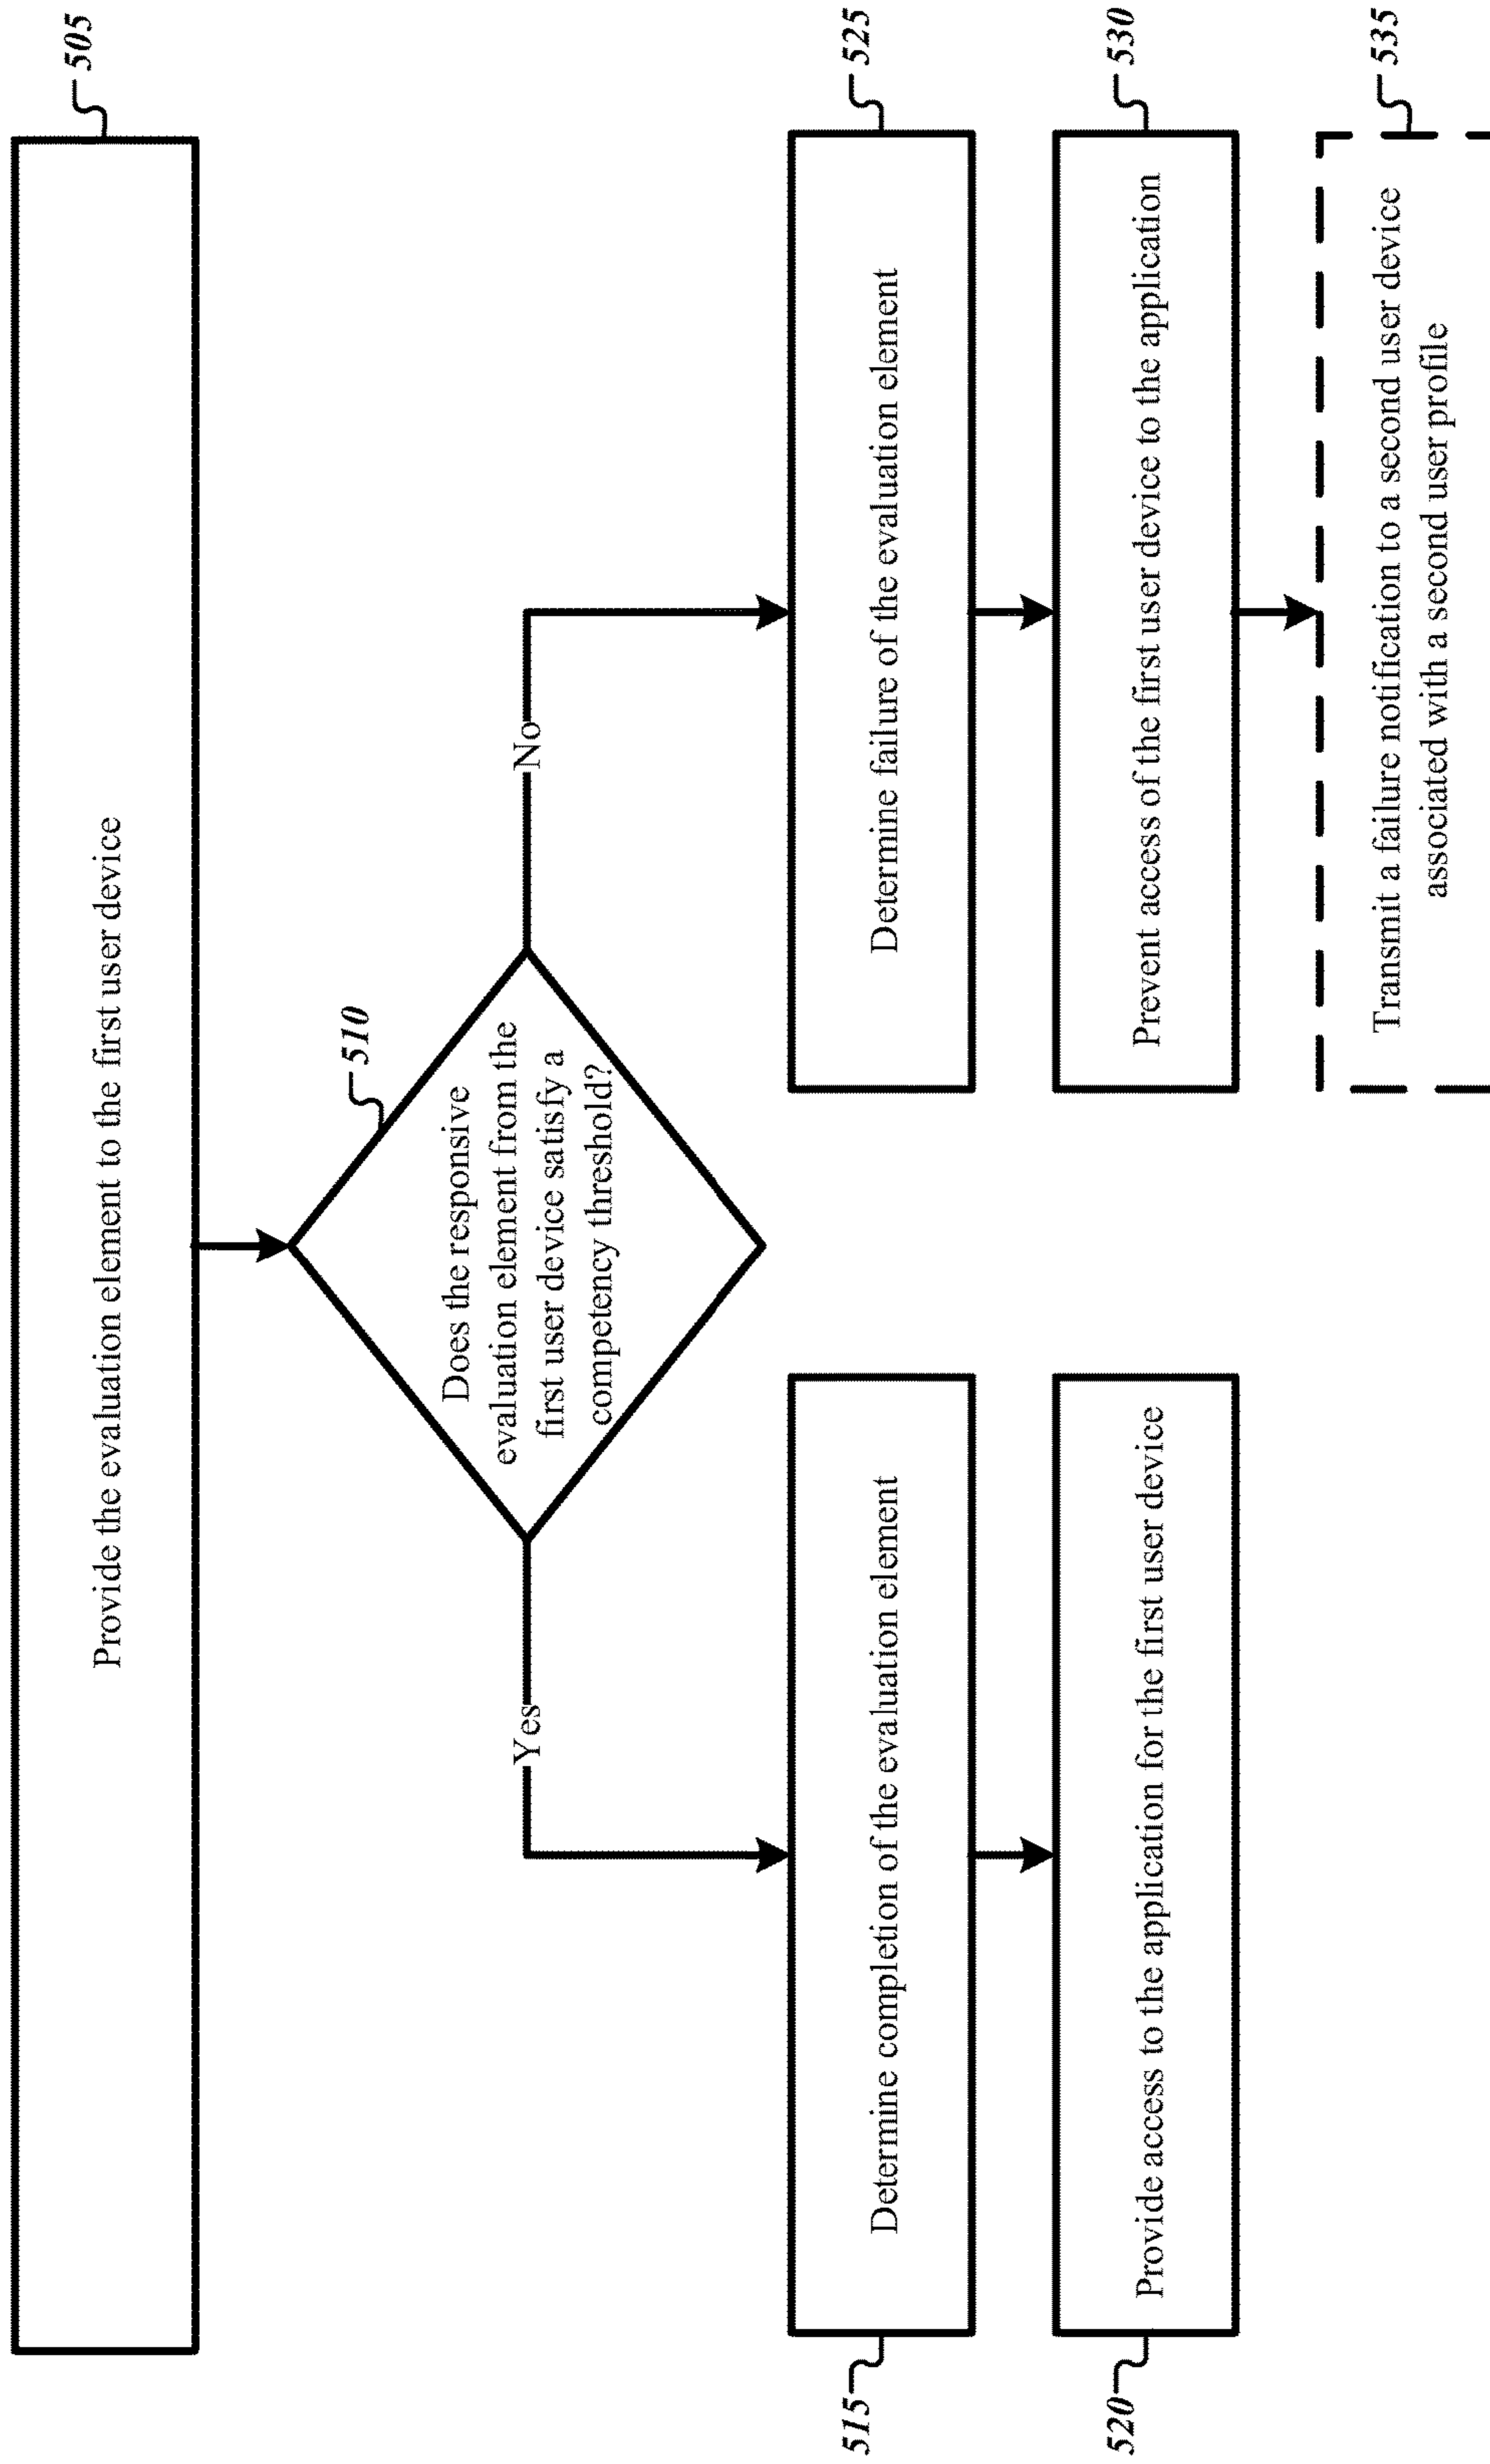 505
Provide the evaluation element to the first user device
510
Does the responsive
evaluation element from the
first user device satisfy a
competency threshold?
Yes
No
515
Determine completion of the evaluation element
520
Provide access to the application for the first user device
525
Determine failure of the evaluation element
530
Prevent access of the first user device to the application
535
Transmit a failure notification to a second user device
associated with a second user profile